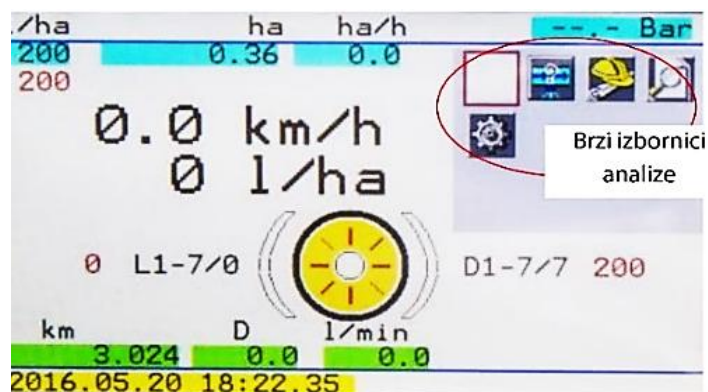 /ha ha ha/h --.- Bar
200 0.36 0.0
200
0.0 km/h
0 l/ha
Brzi izbornici
analize
0 L1-7/0 D1-7/7 200
km D l/min
3.024 0.0 0.0
2016.05.20 18:22.35